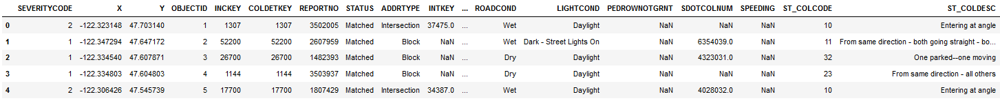 SEVERITYCODE X Y OBJECTID INCKEY COLDETKEY REPORTNO STATUS ADDRTYPE INTKEY ... ROADCOND LIGHTCOND PEDROWNOTGRNT SDOTCOLNUM SPEEDING ST_COLCODE ST_COLDESC
0 2 -122.323148 47.703140 1 1307 1307 3502005 Matched Intersection 37475.0 ... Wet Daylight NaN NaN NaN 10 Entering at angle
1 1 -122.347294 47.647172 2 52200 52200 2607959 Matched Block NaN ... Wet Dark - Street Lights On NaN 6354039.0 NaN 11 From same direction - both going straight - bo...
2 1 -122.334540 47.607871 3 26700 26700 1482393 Matched Block NaN ... Dry Daylight NaN 4323031.0 NaN 32 One parked--one moving
3 1 -122.334803 47.604803 4 1144 1144 3503937 Matched Block NaN ... Dry Daylight NaN NaN NaN 23 From same direction - all others
4 2 -122.306426 47.545739 5 17700 17700 1807429 Matched Intersection 34387.0 ... Wet Daylight NaN 4028032.0 NaN 10 Entering at angle